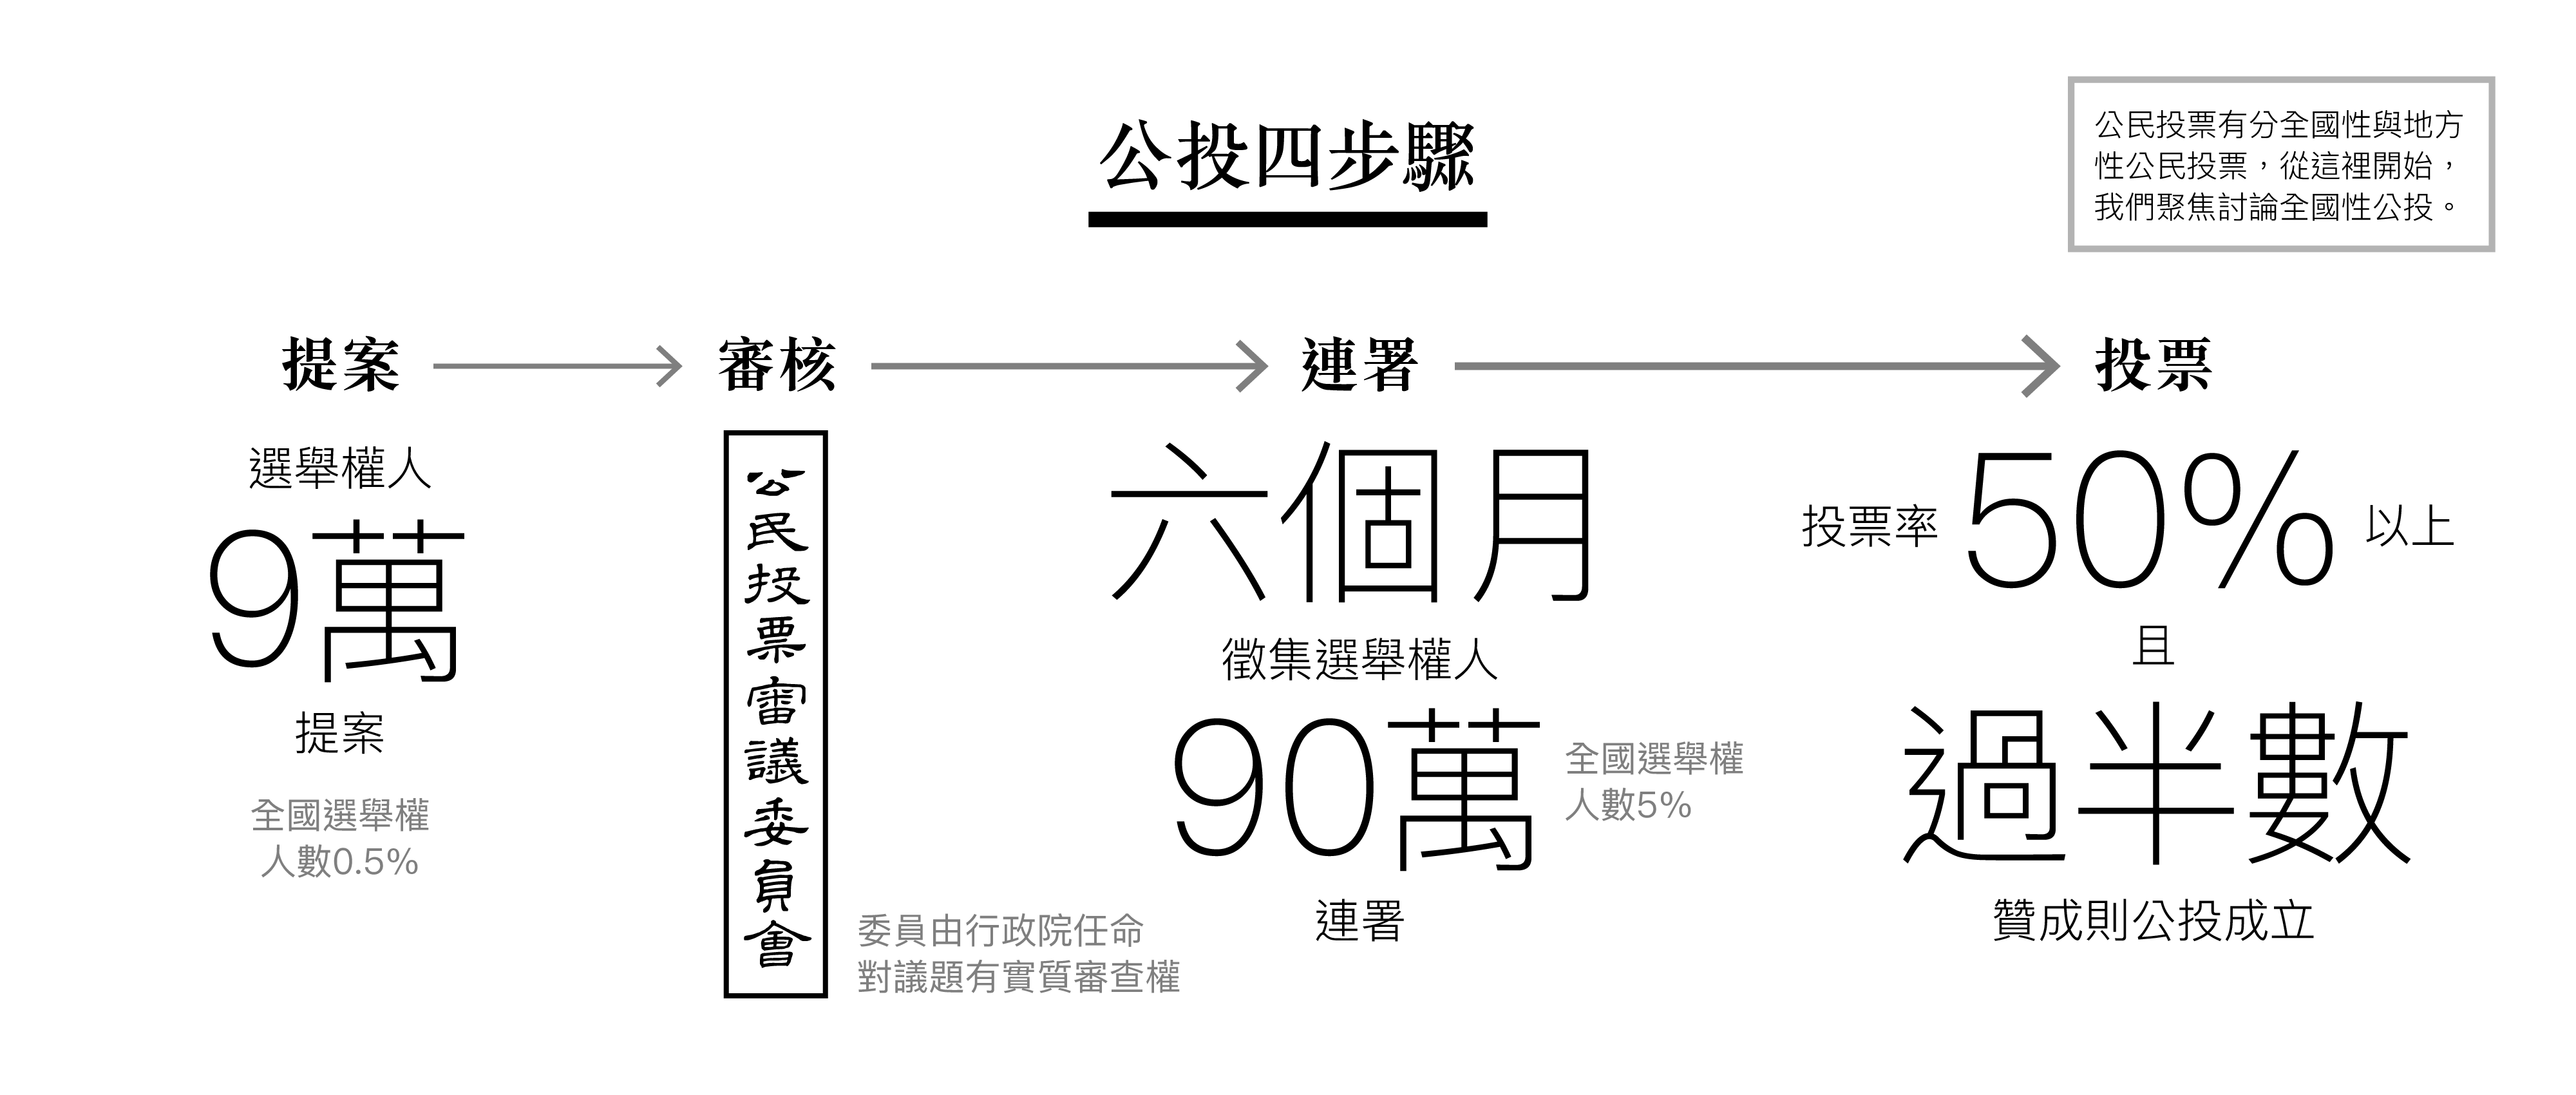 公投四步驟
公民投票有分全國性與地方
性公民投票，從這裡開始，
我們聚焦討論全國性公投。
提案
選舉權人
9萬
提案
全國選舉權
人數0.5%
審核
公民投票審議委員會
委員由行政院任命
對議題有實質審查權
連署
六個月
徵集選舉權人
90萬
全國選舉權
人數5%
連署
投票
投票率 50% 以上
且
過半數
贊成則公投成立